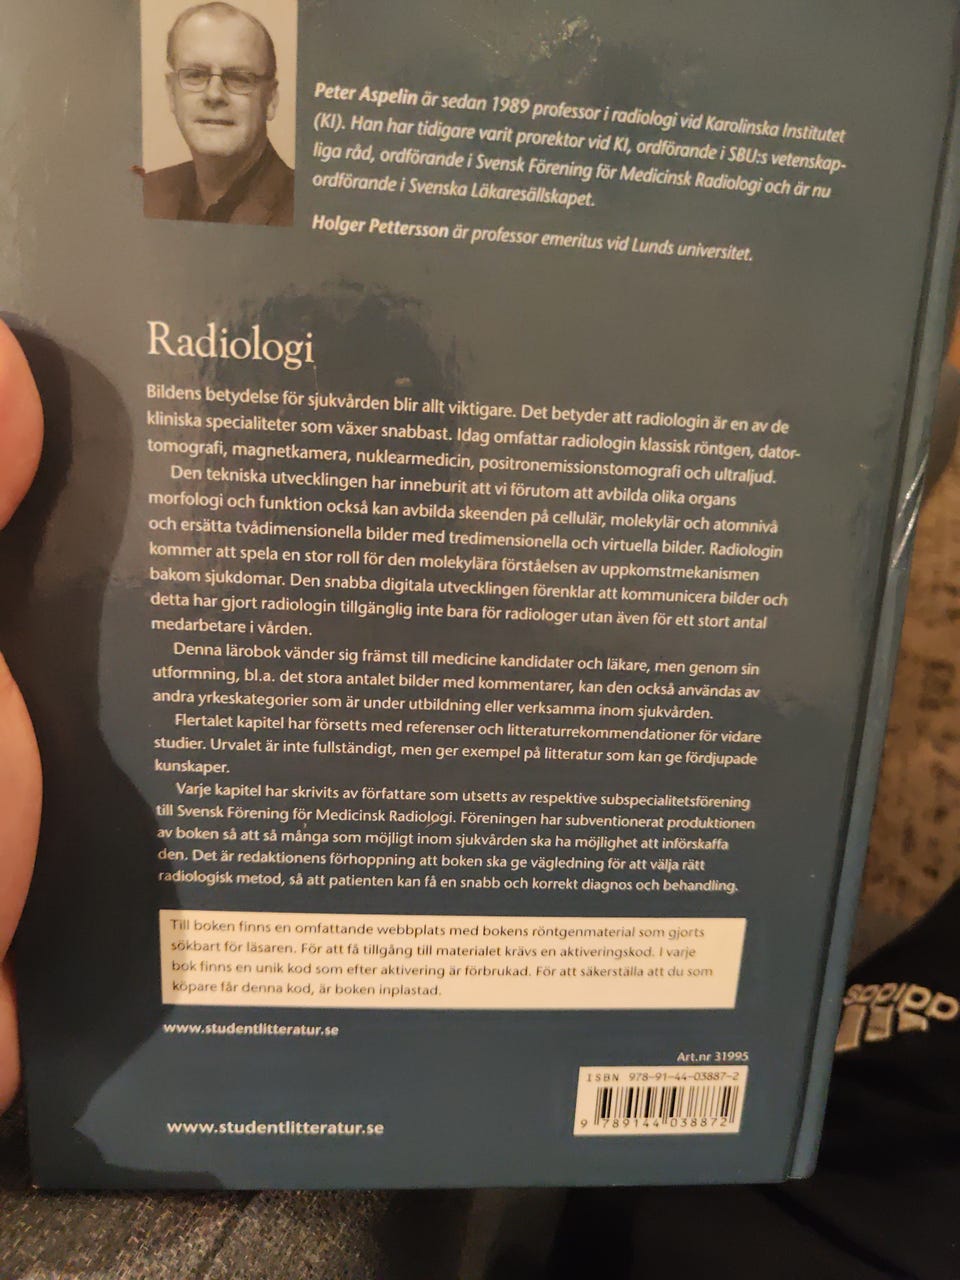 Peter Aspelin är sedan 1989 professor i radiologi vid Karolinska Institutet
(KI). Han har tidigare varit prorektor vid KI, ordförande i SBU:s vetenskap-
liga råd, ordförande i Svensk Förening för Medicinsk Radiologi och är nu
ordförande i Svenska Läkaresällskapet.
Holger Pettersson är professor emeritus vid Lunds universitet.
Radiologi
Bildens betydelse för sjukvården blir allt viktigare. Det betyder att radiologin är en av de
kliniska specialiteter som växer snabbast. Idag omfattar radiologin klassisk röntgen, dator-
tomografi, magnetkamera, nuklearmedicin, positronemissionstomografi och ultraljud.
Den tekniska utvecklingen har inneburit att vi förutom att avbilda olika organs
morfologi och funktion också kan avbilda skeenden på cellulär, molekylär och atomnivå
och ersätta tvådimensionella bilder med tredimensionella och virtuella bilder. Radiologin
kommer att spela en stor roll för den molekylära förståelsen av uppkomstmekanismen
bakom sjukdomar. Den snabba digitala utvecklingen förenklar att kommunicera bilder och
detta har gjort radiologin tillgänglig inte bara för radiologer utan även för ett stort antal
medarbetare i vården.
Denna lärobok vänder sig främst till medicine kandidater och läkare, men genom sin
utformning, bl.a. det stora antalet bilder med kommentarer, kan den också användas av
andra yrkeskategorier som är under utbildning eller verksamma inom sjukvården.
Flertalet kapitel har försetts med referenser och litteraturrekommendationer för vidare
studier. Urvalet är inte fullständigt, men ger exempel på litteratur som kan ge fördjupade
kunskaper.
Varje kapitel har skrivits av författare som utsetts av respektive subspecialitetsförening
till Svensk Förening för Medicinsk Radiologi. Föreningen har subventionerat produktionen
av boken så att så många som möjligt inom sjukvården ska ha möjlighet att införskaffa
den. Det är redaktionens förhoppning att boken ska ge vägledning för att välja rätt
radiologisk metod, så att patienten kan få en snabb och korrekt diagnos och behandling.
Till boken finns en omfattande webbplats med bokens röntgenmaterial som gjorts
sökbart för läsaren. För att få tillgång till materialet krävs en aktiveringskod. I varje
bok finns en unik kod som efter aktivering är förbrukad. För att säkerställa att du som
köpare får denna kod, är boken inplastad.
www.studentlitteratur.se
Art.nr 31995
ISBN 978-91-44-03887-2
9 789144 038872
www.studentlitteratur.se
adidas